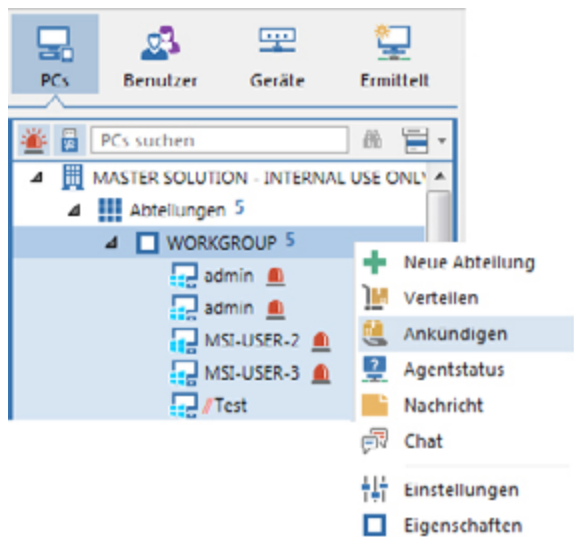 PCs
Benutzer
Geräte
Ermittelt
PCs suchen
MASTER SOLUTION - INTERNAL USE ONLY
Abteilungen 5
WORKGROUP 5
admin
admin
MSI-USER-2
MSI-USER-3
//Test
Neue Abteilung
Verteilen
Ankündigen
Agentstatus
Nachricht
Chat
Einstellungen
Eigenschaften